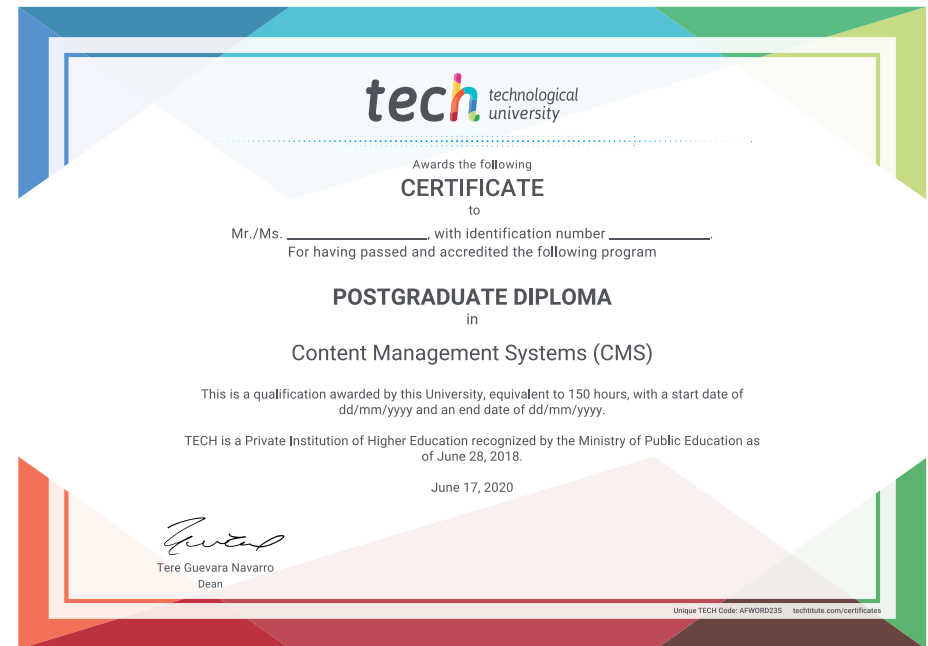 tech technological
university
Awards the following
CERTIFICATE
to
Mr./Ms. ____________________, with identification number ______________.
For having passed and accredited the following program
POSTGRADUATE DIPLOMA
in
Content Management Systems (CMS)
This is a qualification awarded by this University, equivalent to 150 hours, with a start date of
dd/mm/yyyy and an end date of dd/mm/yyyy.
TECH is a Private Institution of Higher Education recognized by the Ministry of Public Education as
of June 28, 2018.
June 17, 2020
Tere Guevara Navarro
Dean
Unique TECH Code: AFWORD23S techtitute.com/certificates